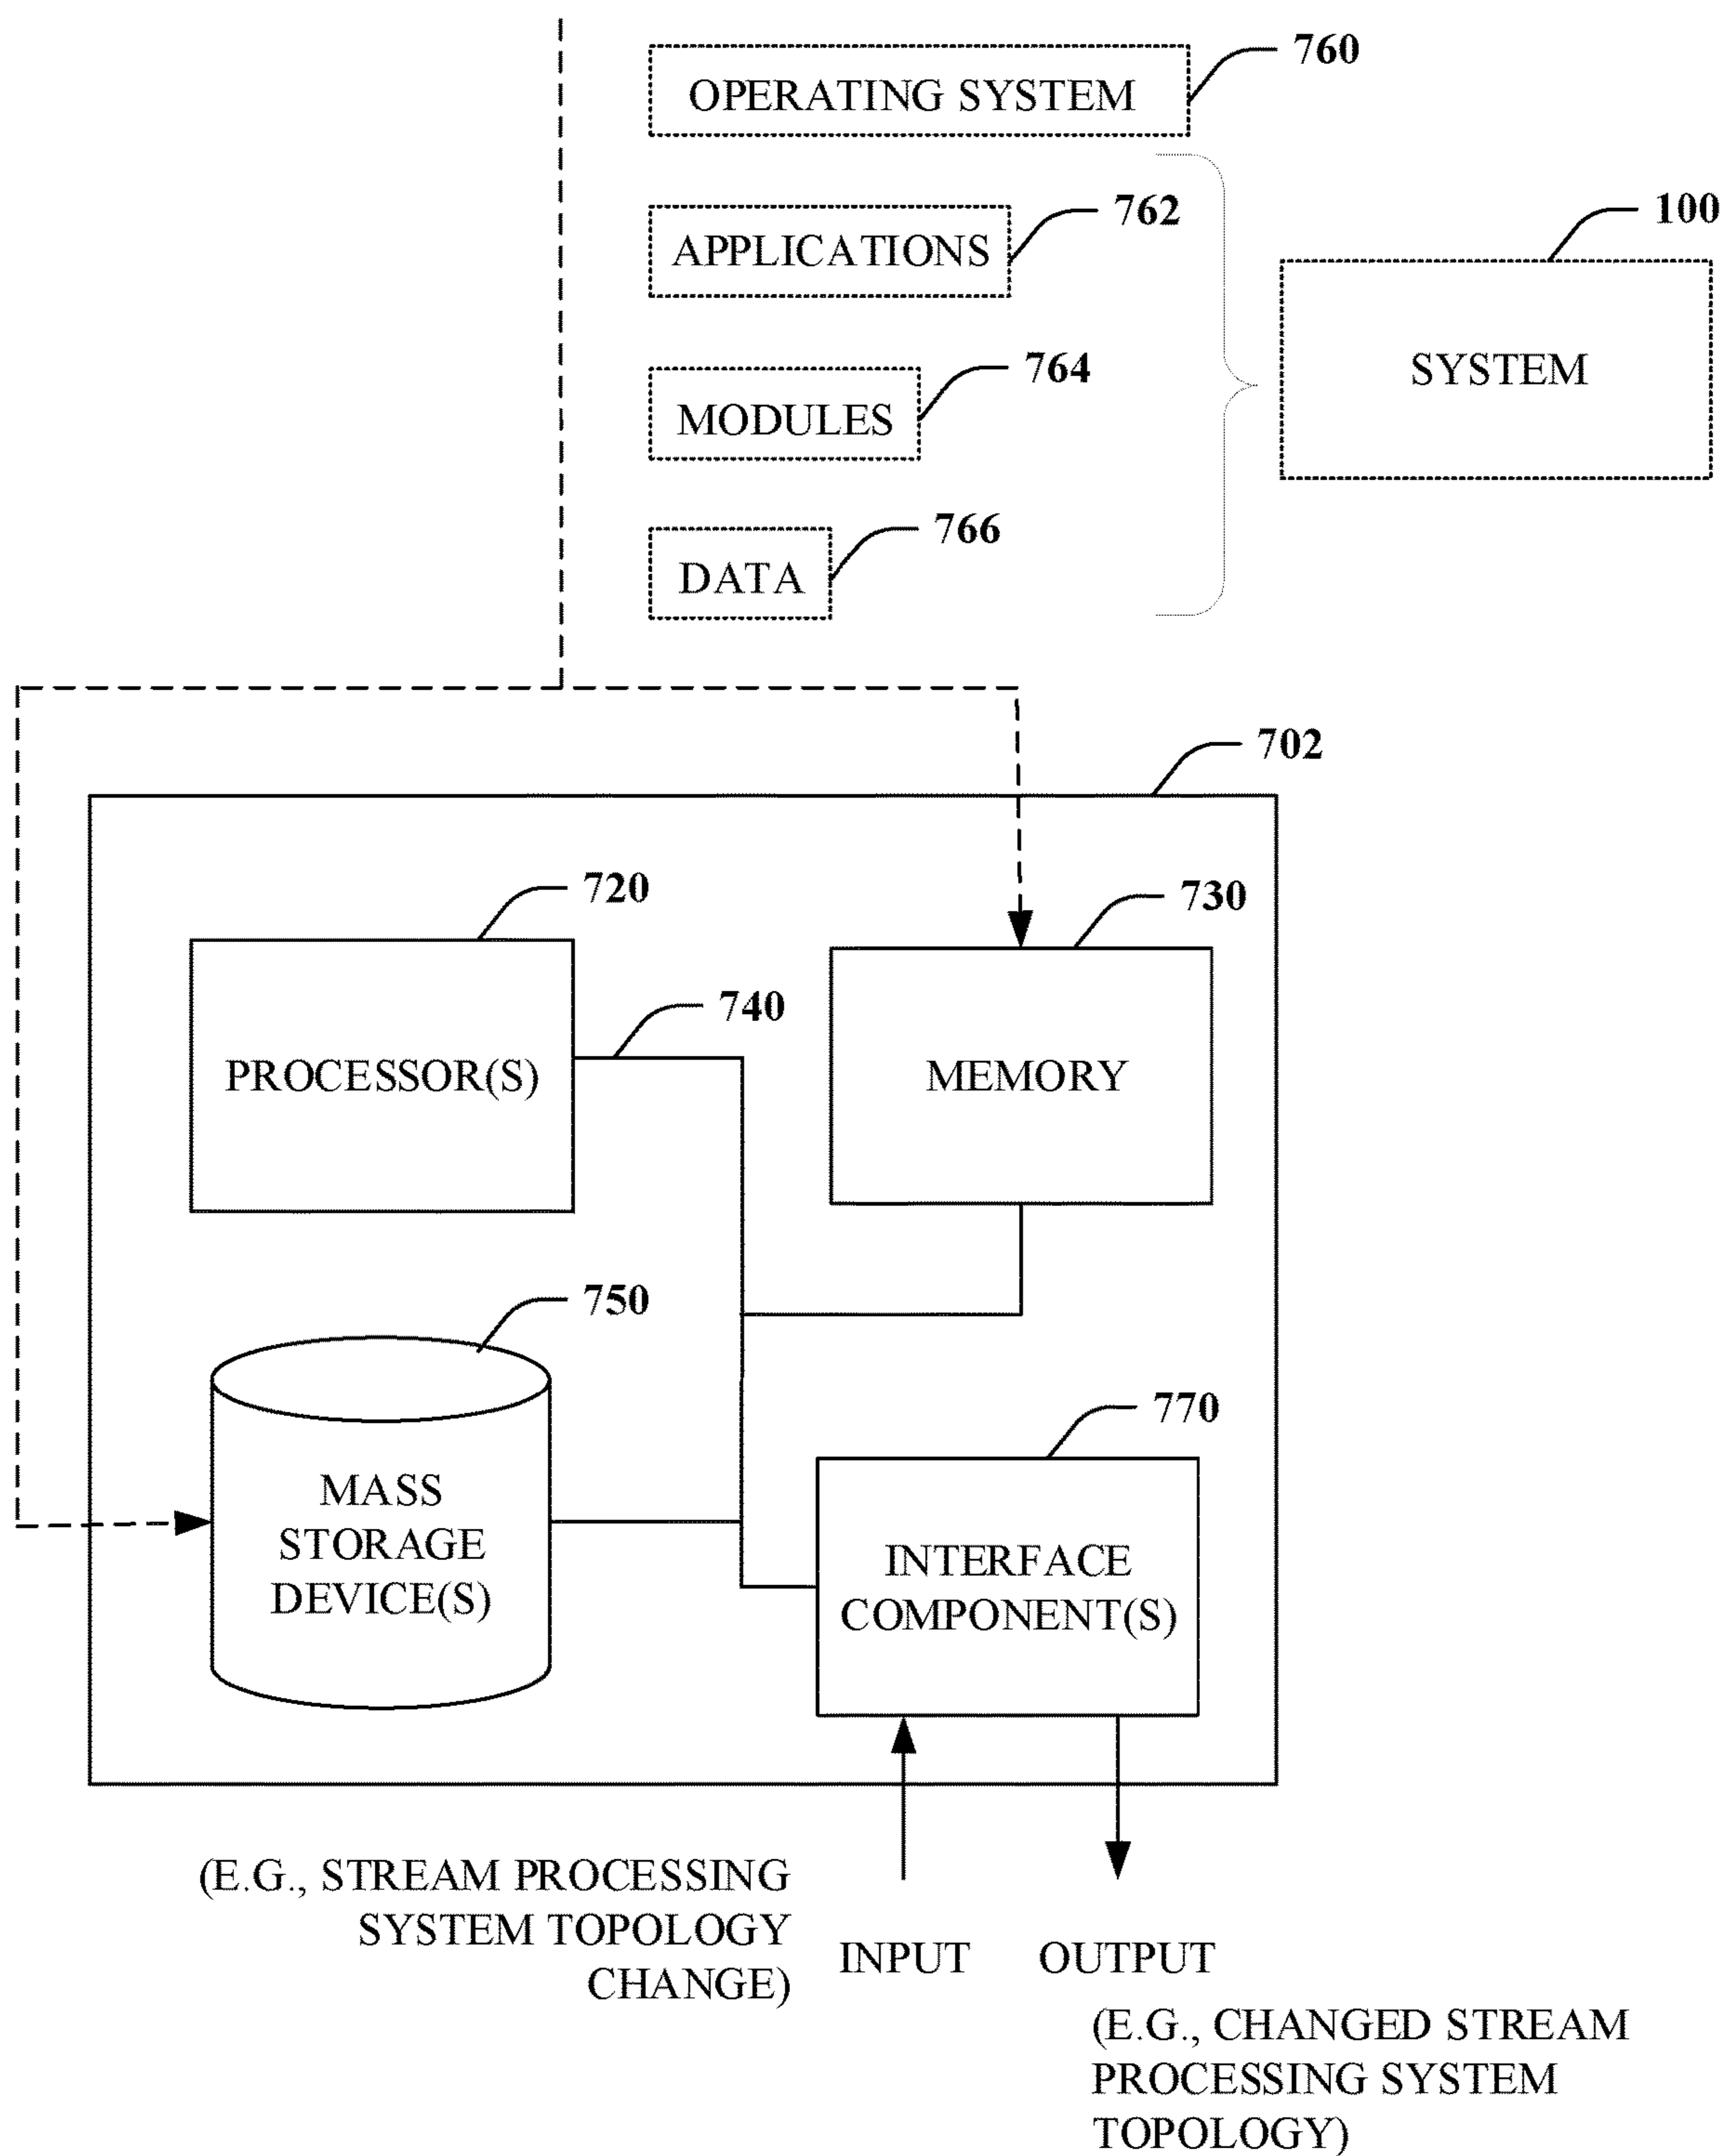 760
OPERATING SYSTEM
762
100
APPLICATIONS
764
SYSTEM
MODULES
766
DATA
702
720
730
740
PROCESSOR(S)
MEMORY
750
770
MASS
STORAGE
DEVICE(S)
INTERFACE
COMPONENT(S)
(E.G., STREAM PROCESSING
SYSTEM TOPOLOGY
CHANGE)
INPUT
OUTPUT
(E.G., CHANGED STREAM
PROCESSING SYSTEM
TOPOLOGY)